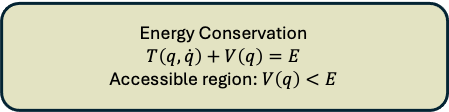 Energy Conservation
T(q, q̇) + V(q) = E
Accessible region: V(q) < E